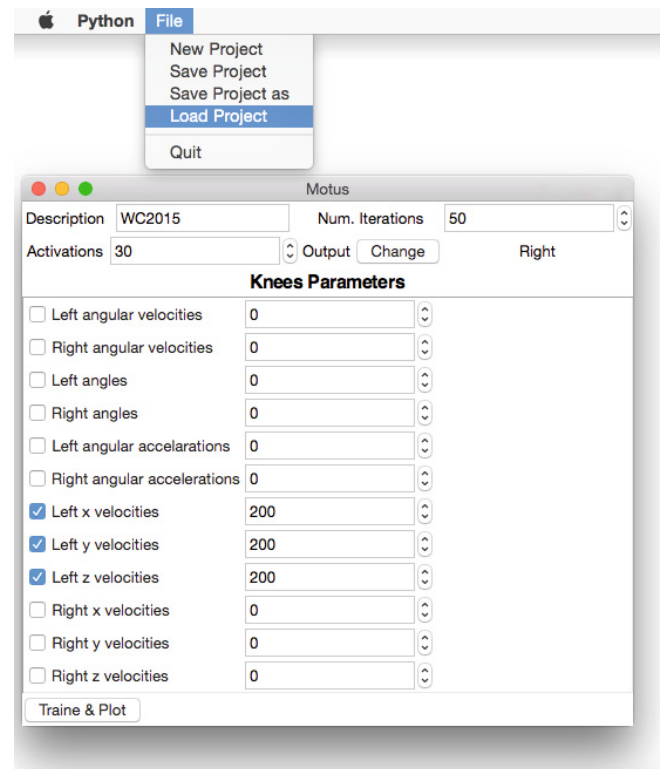 Python File
New Project
Save Project
Save Project as
Load Project
Quit
Motus
Description WC2015 Num. Iterations 50
Activations 30 Output Change Right
Knees Parameters
Left angular velocities 0
Right angular velocities 0
Left angles 0
Right angles 0
Left angular accelarations 0
Right angular accelerations 0
Left x velocities 200
Left y velocities 200
Left z velocities 200
Right x velocities 0
Right y velocities 0
Right z velocities 0
Traine & Plot